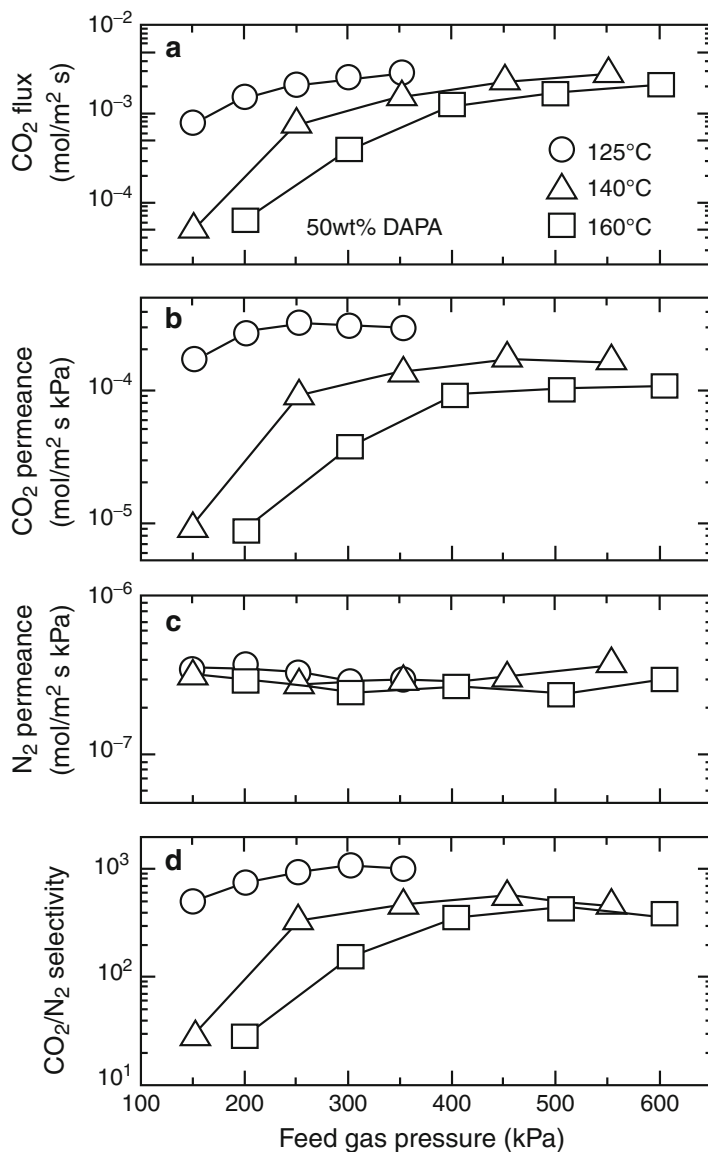 a
CO₂ flux
(mol/m² s)
10⁻²
10⁻³
10⁻⁴
125°C
140°C
160°C
50wt% DAPA
b
CO₂ permeance
(mol/m² s kPa)
10⁻⁴
10⁻⁵
c
N₂ permeance
(mol/m² s kPa)
10⁻⁶
10⁻⁷
d
CO₂/N₂ selectivity
10³
10²
10¹
100 200 300 400 500 600
Feed gas pressure (kPa)